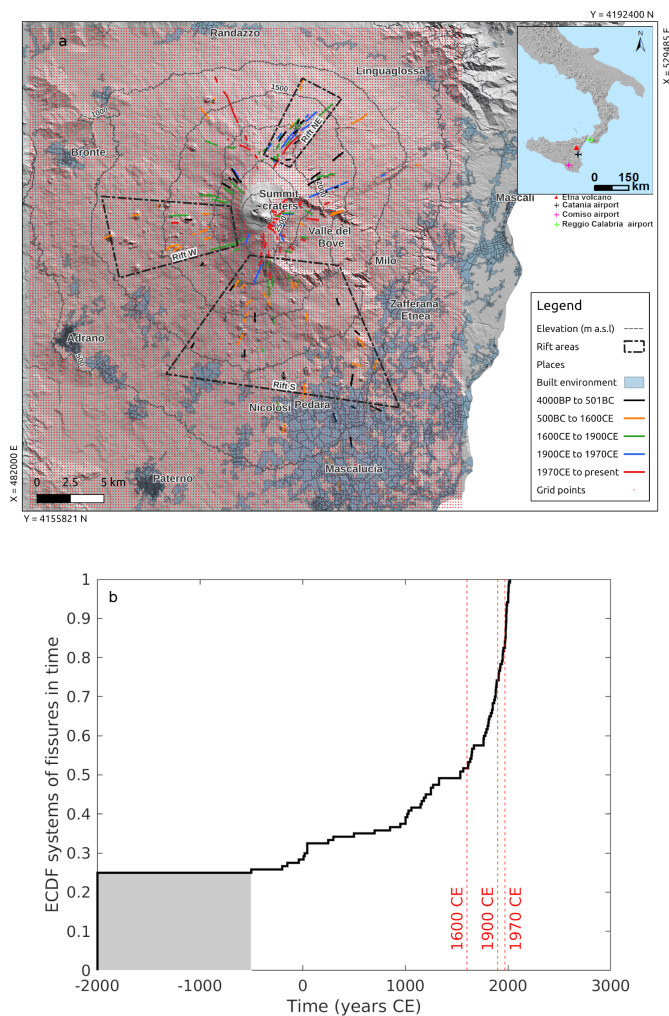 Y = 4192400 N
X = 529485 E
a
Randazzo
N
Linguaglossa
1500
1000
Rift NE
Bronte
2000
Summit
craters
Mascali
0 150
km
Etna volcano
Catania airport
Comiso airport
Reggio Calabria airport
2500
Valle del
Bove
Rift W
Milo
Zafferana
Etnea
Adrano
500
Rift S
Nicolosi
Pedara
Mascalucia
Paternò
Legend
Elevation (m a.s.l)
Rift areas
Places
Built environment
4000BP to 501BC
500BC to 1600CE
1600CE to 1900CE
1900CE to 1970CE
1970CE to present
Grid points
X = 482000 E
0 2.5 5 km
Y = 4155821 N
b
ECDF systems of fissures in time
1
0.9
0.8
0.7
0.6
0.5
0.4
0.3
0.2
0.1
0
1600 CE
1900 CE
1970 CE
-2000 -1000 0 1000 2000 3000
Time (years CE)